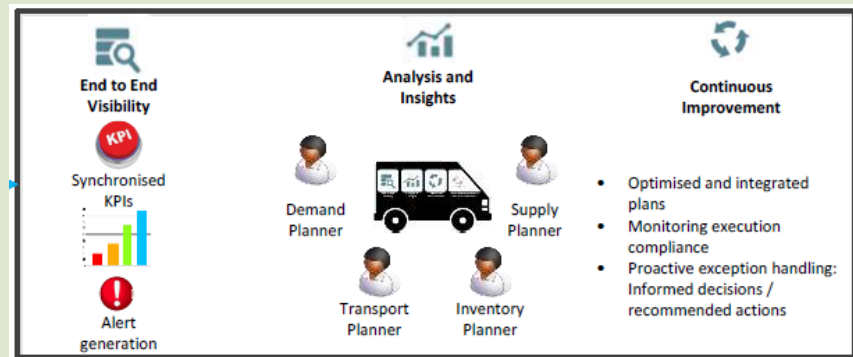 End to End
Visibility
KPI
Synchronised
KPIs
Alert
generation
Analysis and
Insights
Demand
Planner
Supply
Planner
Transport
Planner
Inventory
Planner
Continuous
Improvement
• Optimised and integrated
plans
• Monitoring execution
compliance
• Proactive exception handling:
Informed decisions /
recommended actions